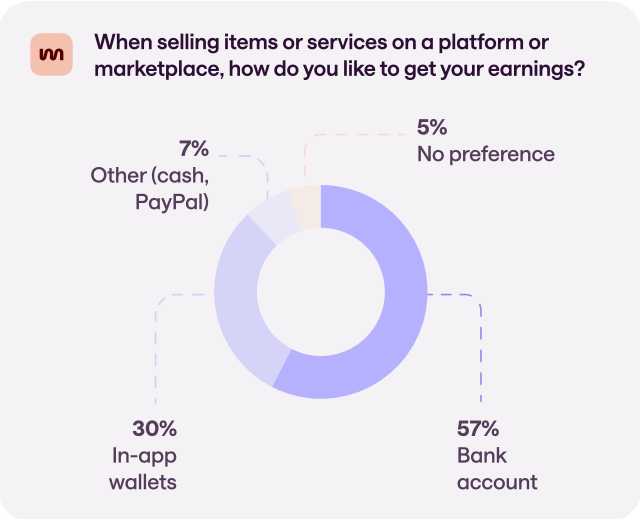 When selling items or services on a platform or
marketplace, how do you like to get your earnings?
5%
No preference
7%
Other (cash,
PayPal)
30%
In-app
wallets
57%
Bank
account